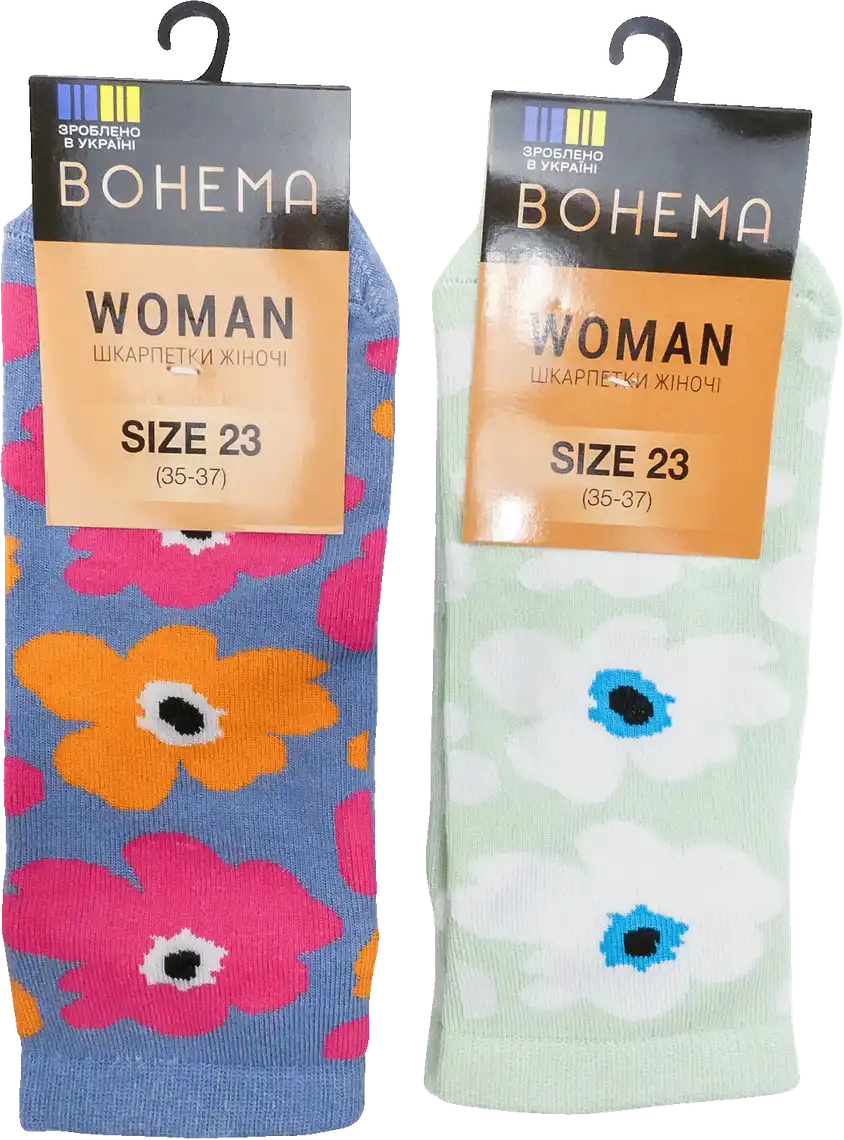 ЗРОБЛЕНО
В УКРАЇНІ
BOHEMA
WOMAN
ШКАРПЕТКИ ЖІНОЧІ
SIZE 23
(35-37)
ЗРОБЛЕНО
В УКРАЇНІ
BOHEMA
WOMAN
ШКАРПЕТКИ ЖІНОЧІ
SIZE 23
(35-37)